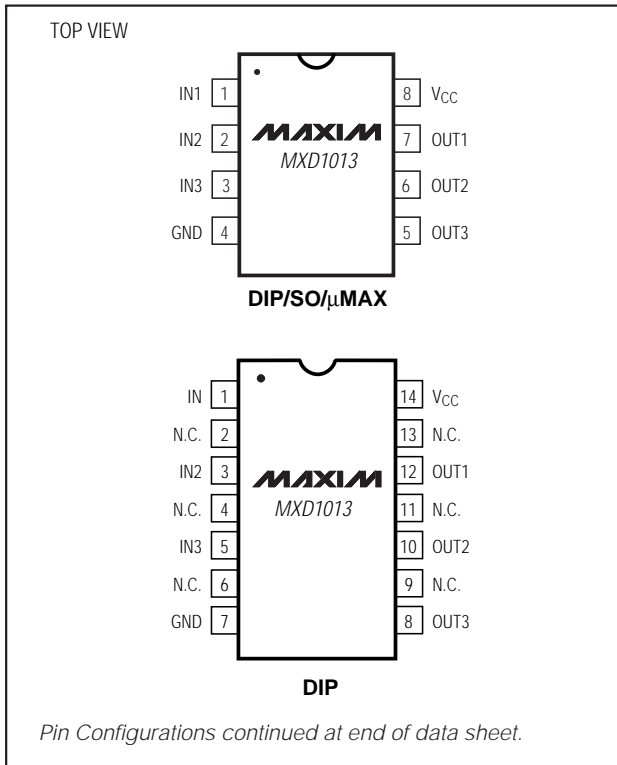 TOP VIEW
IN1 1 8 VCC
IN2 2 MAXIM 7 OUT1
MXD1013
IN3 3 6 OUT2
GND 4 5 OUT3
DIP/SO/μMAX
IN 1 14 VCC
N.C. 2 13 N.C.
IN2 3 MAXIM 12 OUT1
N.C. 4 MXD1013 11 N.C.
IN3 5 10 OUT2
N.C. 6 9 N.C.
GND 7 8 OUT3
DIP
Pin Configurations continued at end of data sheet.